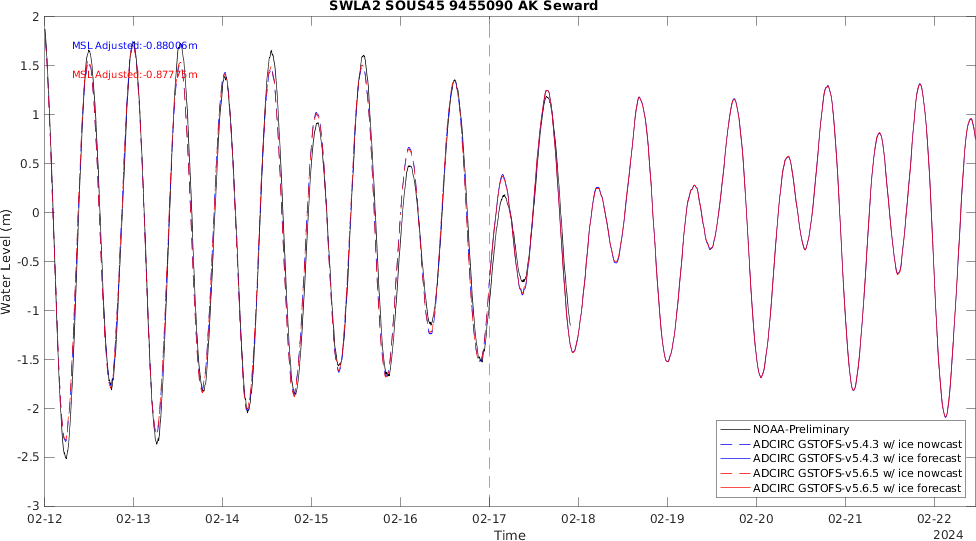 SWLA2 SOUS45 9455090 AK Seward
MSL Adjusted:-0.88006m
MSL Adjusted:-0.87775m
2
1.5
1
0.5
0
-0.5
-1
-1.5
-2
-2.5
-3
Water Level (m)
NOAA-Preliminary
ADCIRC GSTOFS-v5.4.3 w/ ice nowcast
ADCIRC GSTOFS-v5.4.3 w/ ice forecast
ADCIRC GSTOFS-v5.6.5 w/ ice nowcast
ADCIRC GSTOFS-v5.6.5 w/ ice forecast
02-12 02-13 02-14 02-15 02-16 02-17 02-18 02-19 02-20 02-21 02-22
Time
2024